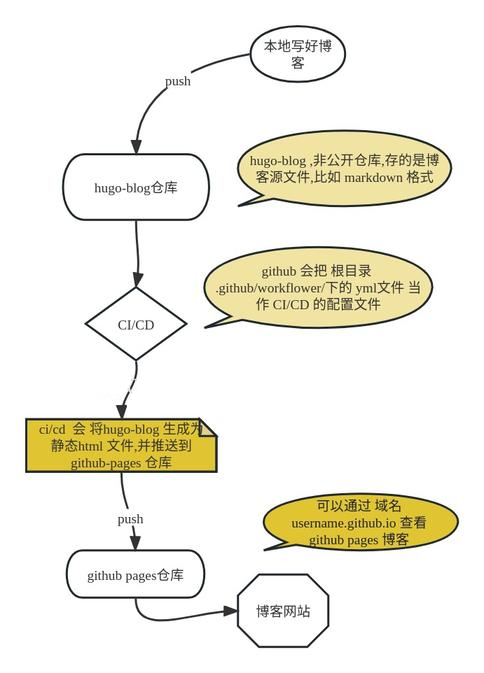 本地写好博
客
push
hugo-blog ,非公开仓库,存的是博
客源文件,比如 markdown 格式
hugo-blog仓库
github 会把 根目录
.github/workflower/下的 yml文件 当
作 CI/CD 的配置文件
CI/CD
ci/cd 会 将hugo-blog 生成为
静态html 文件,并推送到
github-pages 仓库
push
可以通过 域名
username.github.io 查看
github pages 博客
github pages仓库
博客网站